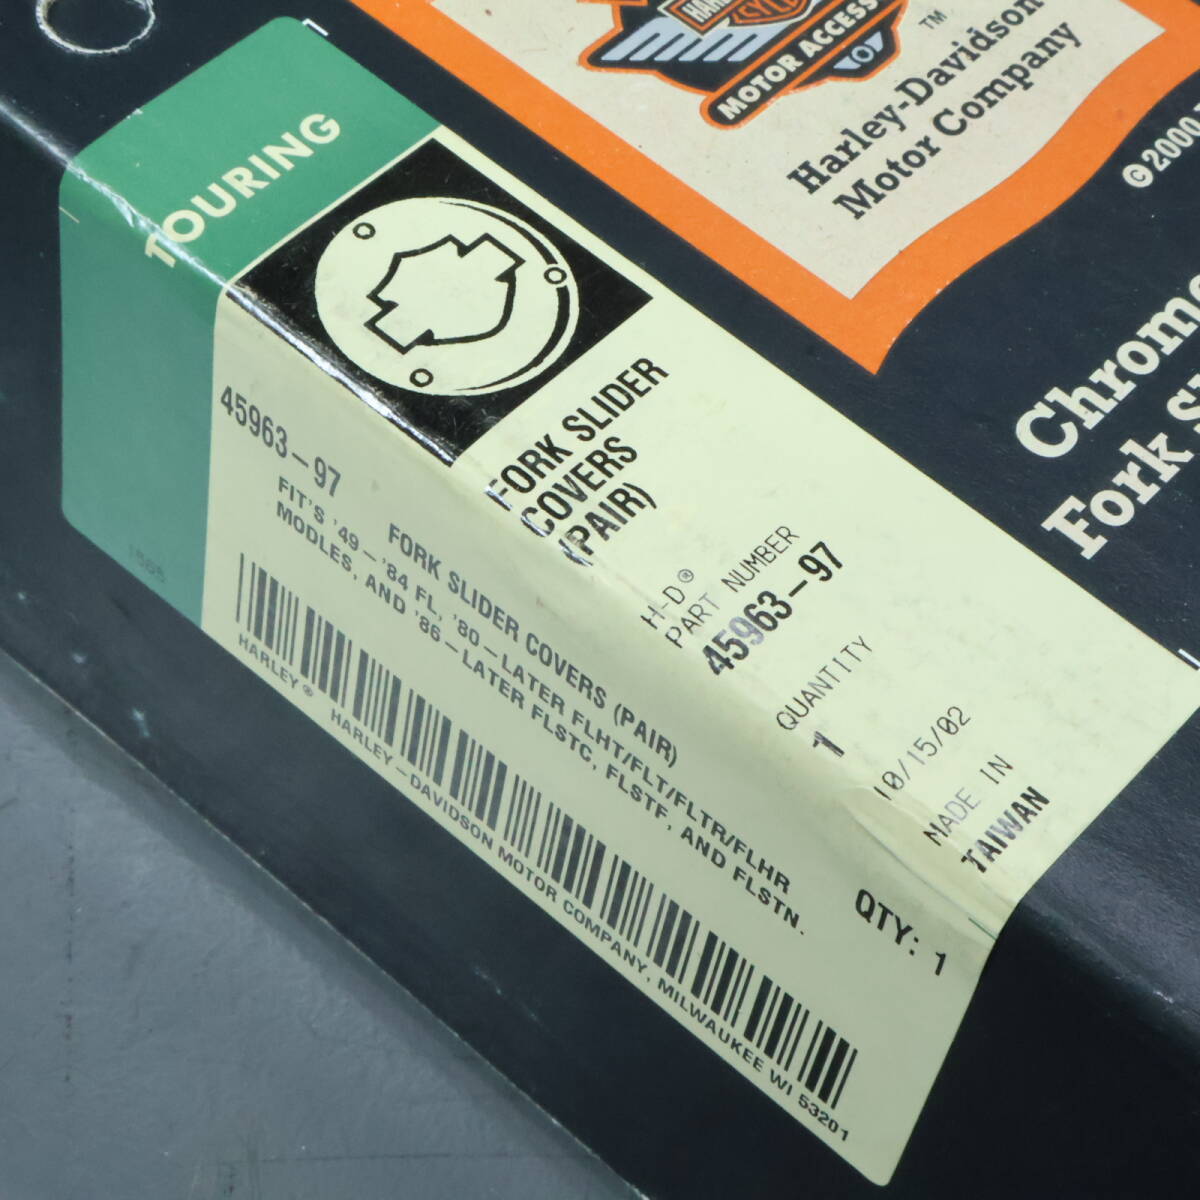 MOTOR ACCESS
TM
Harley-Davidson
Motor Company
©2000
Chrome
Fork
TOURING
FORK SLIDER
COVERS
(PAIR)
H-D®
PART NUMBER
45963-97
QUANTITY
1
10/15/02
MADE IN
TAIWAN
45963-97
FORK SLIDER COVERS (PAIR)
FIT'S '49-'84 FL, '80-LATER FLHT/FLT/FLTR/FLHR
MODLES, AND '86-LATER FLSTC, FLSTF, AND FLSTN.
QTY: 1
1565
HARLEY® HARLEY-DAVIDSON MOTOR COMPANY, MILWAUKEE WI 53201